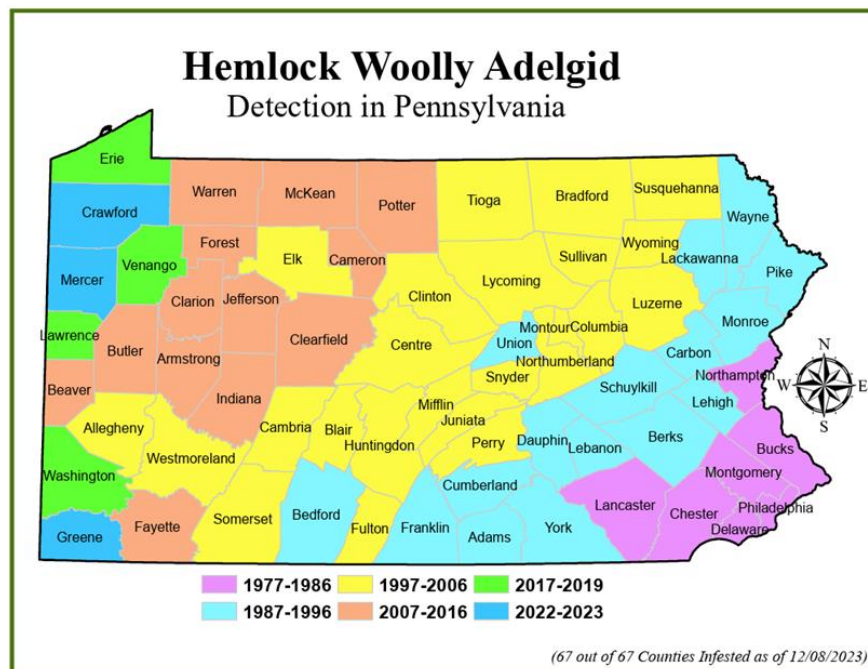 Hemlock Woolly Adelgid
Detection in Pennsylvania
Erie
Crawford
Warren
McKean
Potter
Tioga
Bradford
Susquehanna
Wayne
Mercer
Venango
Forest
Elk
Cameron
Clinton
Lycoming
Sullivan
Wyoming
Lackawanna
Pike
Lawrence
Butler
Clarion
Jefferson
Clearfield
Centre
Union
Montour
Columbia
Luzerne
Monroe
Beaver
Armstrong
Indiana
Snyder
Northumberland
Schuylkill
Carbon
Northampton
Lehigh
Allegheny
Westmoreland
Cambria
Blair
Huntingdon
Mifflin
Juniata
Perry
Dauphin
Lebanon
Berks
Bucks
Montgomery
Washington
Greene
Fayette
Somerset
Bedford
Fulton
Franklin
Cumberland
Adams
York
Lancaster
Chester
Delaware
Philadelphia
N
W
E
S
1977-1986
1997-2006
2017-2019
1987-1996
2007-2016
2022-2023
(67 out of 67 Counties Infested as of 12/08/2023)